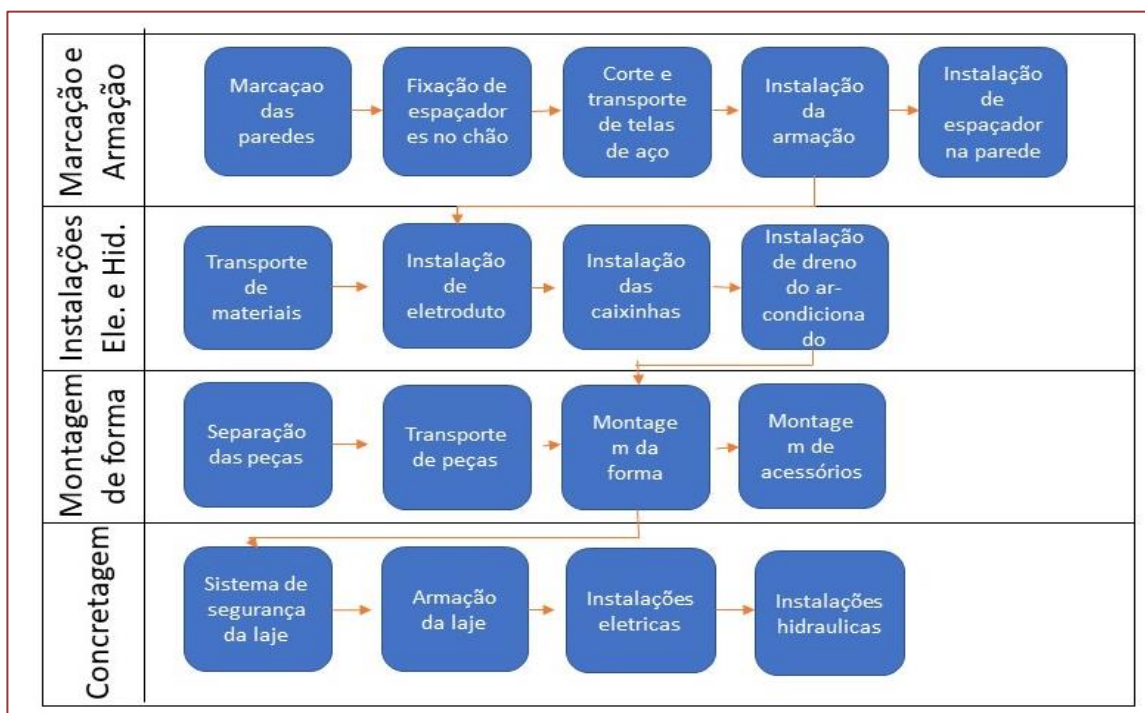 Marcação e
Armação
Marcaçao
das
paredes
Fixação de
espaçador
es no chão
Corte e
transporte
de telas
de aço
Instalação
da
armação
Instalação
de
espaçador
na parede
Instalações
Ele. e Hid.
Transporte
de
materiais
Instalação
de
eletroduto
Instalação
das
caixinhas
Instalação
de dreno
do ar-
condiciona
do
Montagem
de forma
Separação
das peças
Transporte
de peças
Montage
m da
forma
Montage
m de
acessórios
Concretagem
Sistema de
segurança
da laje
Armação
da laje
Instalações
eletricas
Instalações
hidraulicas